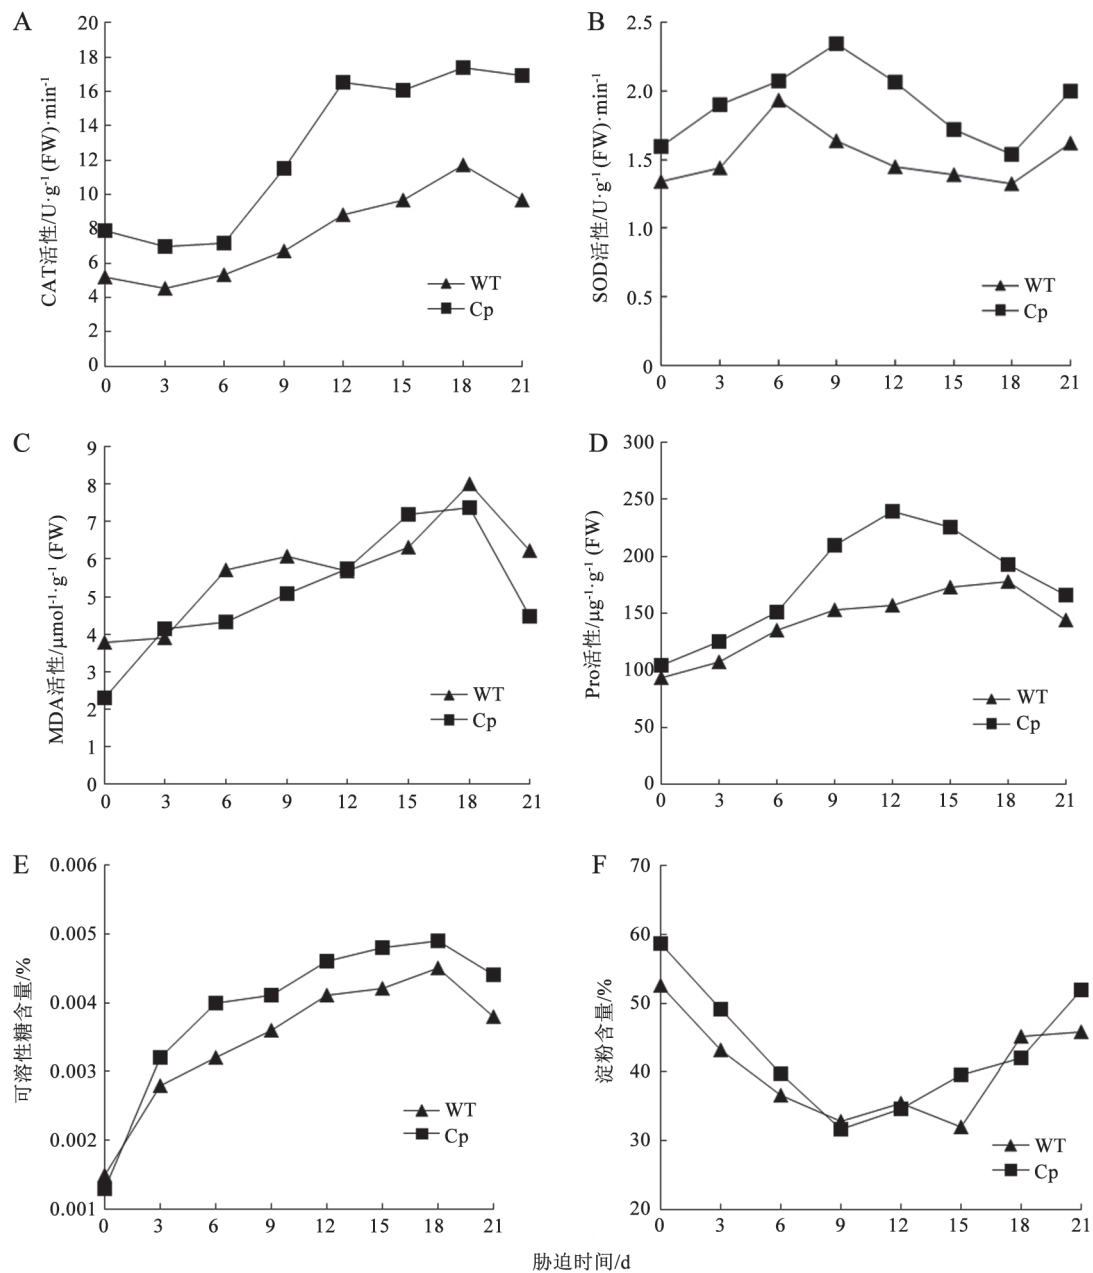 A
CAT活性/U·g⁻¹ (FW)·min⁻¹
20
18
16
14
12
10
8
6
4
2
0
0 3 6 9 12 15 18 21
WT
Cp
B
SOD活性/U·g⁻¹ (FW)·min⁻¹
2.5
2.0
1.5
1.0
0.5
0
0 3 6 9 12 15 18 21
WT
Cp
C
MDA活性/μmol⁻¹·g⁻¹ (FW)
9
8
7
6
5
4
3
2
1
0
0 3 6 9 12 15 18 21
WT
Cp
D
Pro活性/μg⁻¹·g⁻¹ (FW)
300
250
200
150
100
50
0
0 3 6 9 12 15 18 21
WT
Cp
E
可溶性糖含量/%
0.006
0.005
0.004
0.003
0.002
0.001
0 3 6 9 12 15 18 21
WT
Cp
F
淀粉含量/%
70
60
50
40
30
20
0 3 6 9 12 15 18 21
WT
Cp
胁迫时间/d